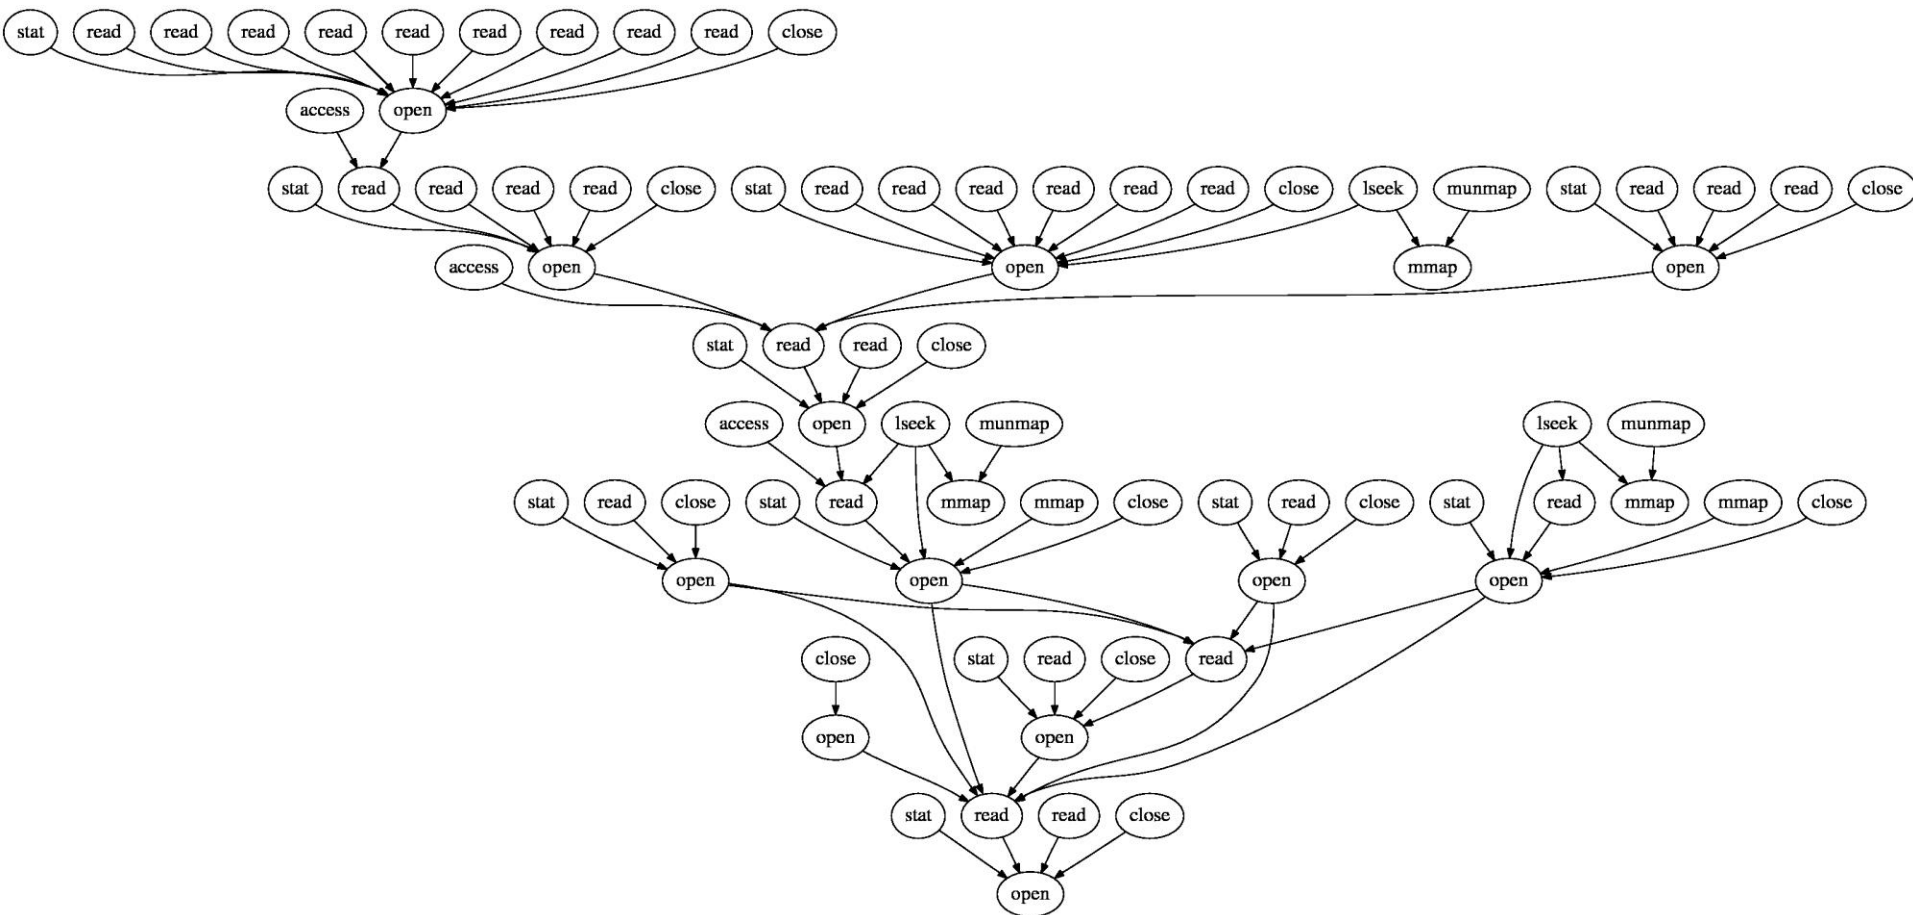 stat read read read read read read read read read close
access open
stat read read read read close stat read read read read read read close lseek munmap stat read read read close
access open open mmap open
stat read read close
access open lseek munmap lseek munmap
stat read close stat read mmap mmap close stat read close stat read mmap mmap close
open open open open
close stat read close read
open open
stat read read close
open